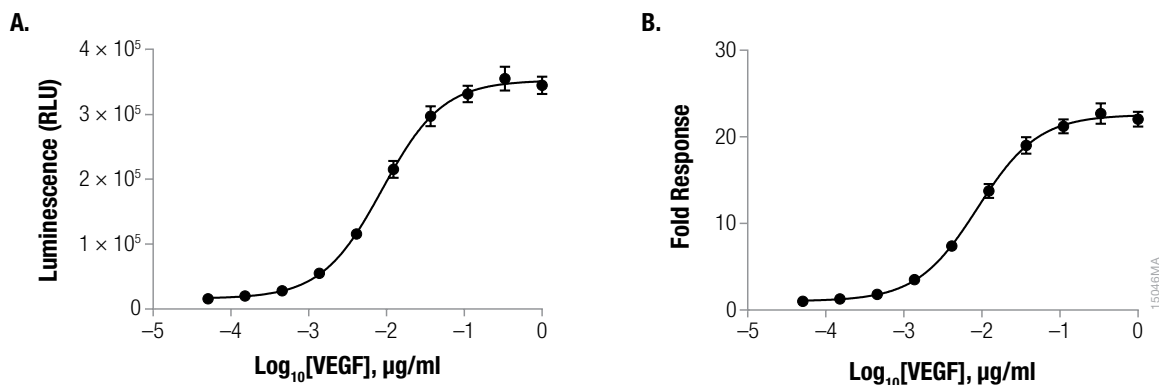 A.
Luminescence (RLU)
4 × 10⁵
3 × 10⁵
2 × 10⁵
1 × 10⁵
0
–5 –4 –3 –2 –1 0
Log₁₀[VEGF], µg/ml
B.
Fold Response
30
20
10
0
–5 –4 –3 –2 –1 0
Log₁₀[VEGF], µg/ml
15046MA